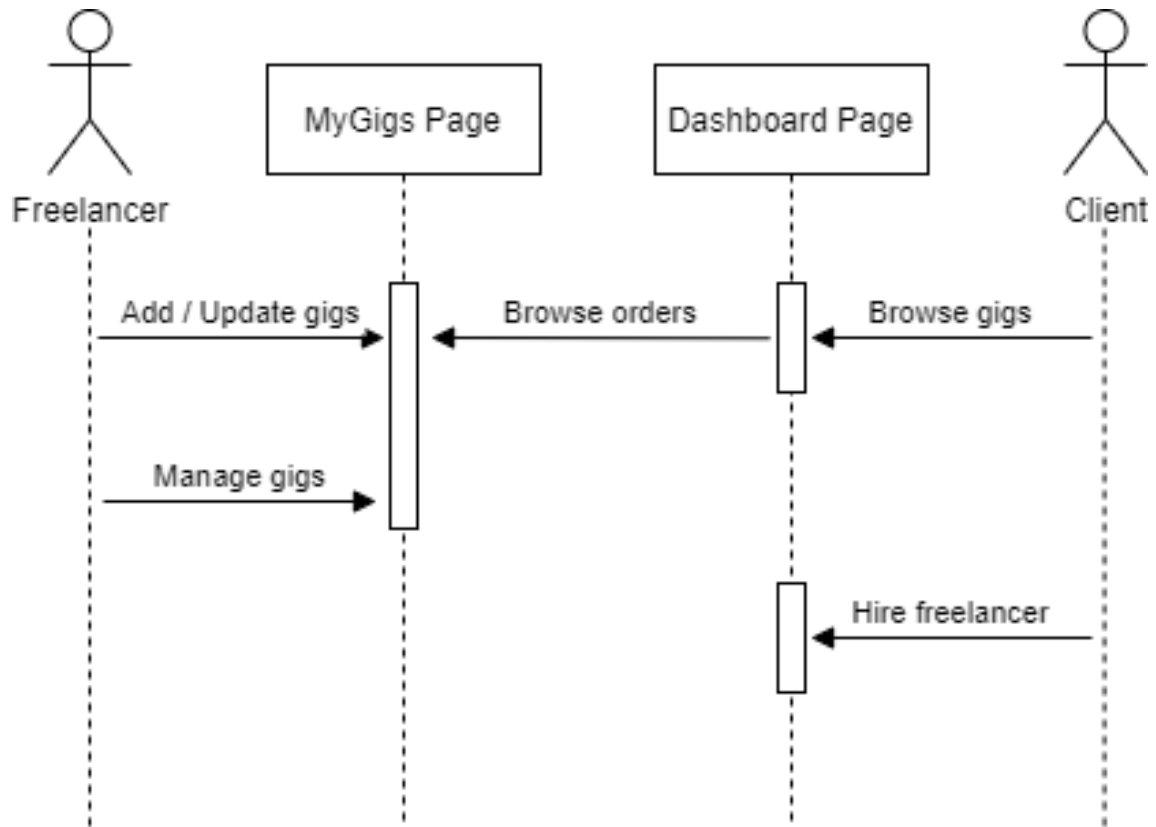 MyGigs Page
Dashboard Page
Freelancer
Client
Add / Update gigs
Browse orders
Browse gigs
Manage gigs
Hire freelancer